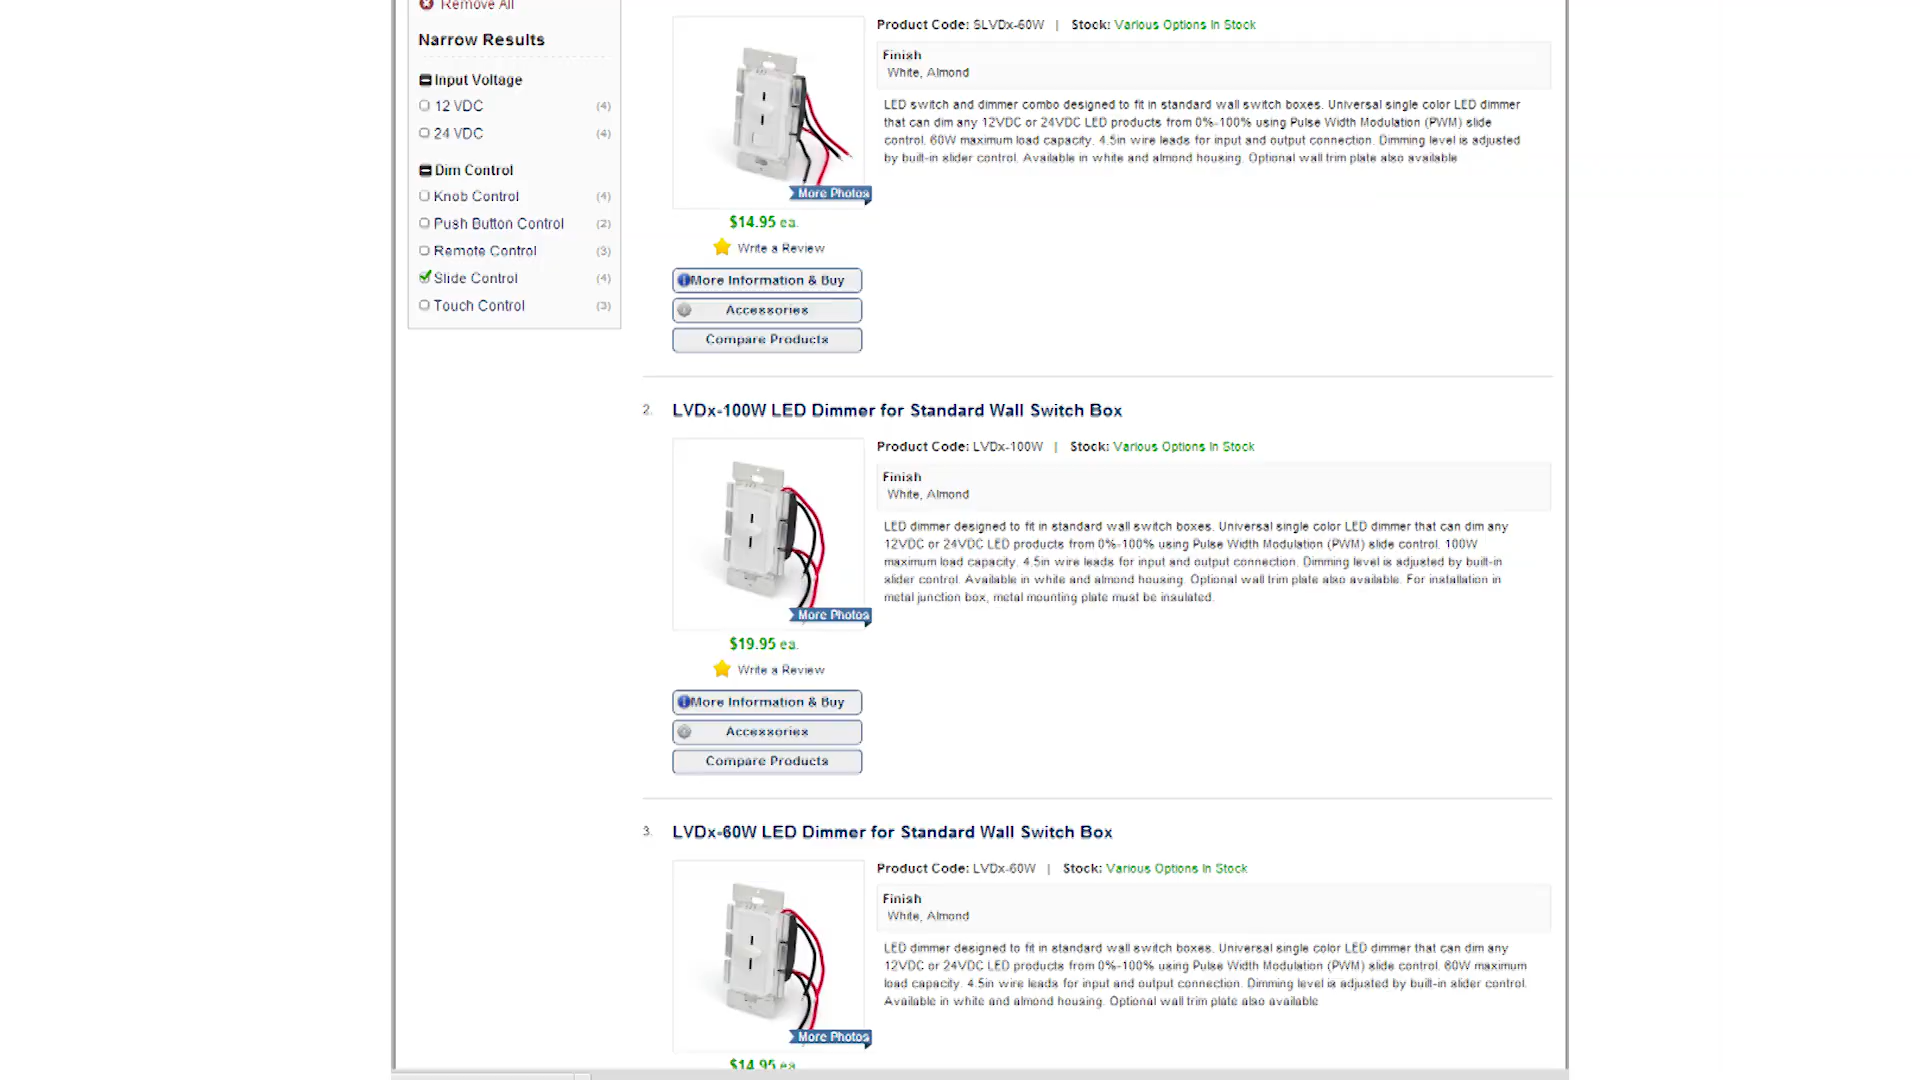 Remove All
Narrow Results
Input Voltage
12 VDC (4)
24 VDC (4)
Dim Control
Knob Control (4)
Push Button Control (2)
Remote Control (3)
Slide Control (4)
Touch Control (3)
Product Code: SLVDx-60W | Stock: Various Options In Stock
Finish
White, Almond
LED switch and dimmer combo designed to fit in standard wall switch boxes. Universal single color LED dimmer
that can dim any 12VDC or 24VDC LED products from 0%-100% using Pulse Width Modulation (PWM) slide
control. 60W maximum load capacity. 4.5in wire leads for input and output connection. Dimming level is adjusted
by built-in slider control. Available in white and almond housing. Optional wall trim plate also available
More Photos
$14.95 ea.
Write a Review
More Information & Buy
Accessories
Compare Products
2. LVDx-100W LED Dimmer for Standard Wall Switch Box
Product Code: LVDx-100W | Stock: Various Options In Stock
Finish
White, Almond
LED dimmer designed to fit in standard wall switch boxes. Universal single color LED dimmer that can dim any
12VDC or 24VDC LED products from 0%-100% using Pulse Width Modulation (PWM) slide control. 100W
maximum load capacity. 4.5in wire leads for input and output connection. Dimming level is adjusted by built-in
slider control. Available in white and almond housing. Optional wall trim plate also available. For installation in
metal junction box, metal mounting plate must be insulated.
More Photos
$19.95 ea.
Write a Review
More Information & Buy
Accessories
Compare Products
3. LVDx-60W LED Dimmer for Standard Wall Switch Box
Product Code: LVDx-60W | Stock: Various Options In Stock
Finish
White, Almond
LED dimmer designed to fit in standard wall switch boxes. Universal single color LED dimmer that can dim any
12VDC or 24VDC LED products from 0%-100% using Pulse Width Modulation (PWM) slide control. 60W maximum
load capacity. 4.5in wire leads for input and output connection. Dimming level is adjusted by built-in slider control.
Available in white and almond housing. Optional wall trim plate also available
More Photos
$14.95 ea.